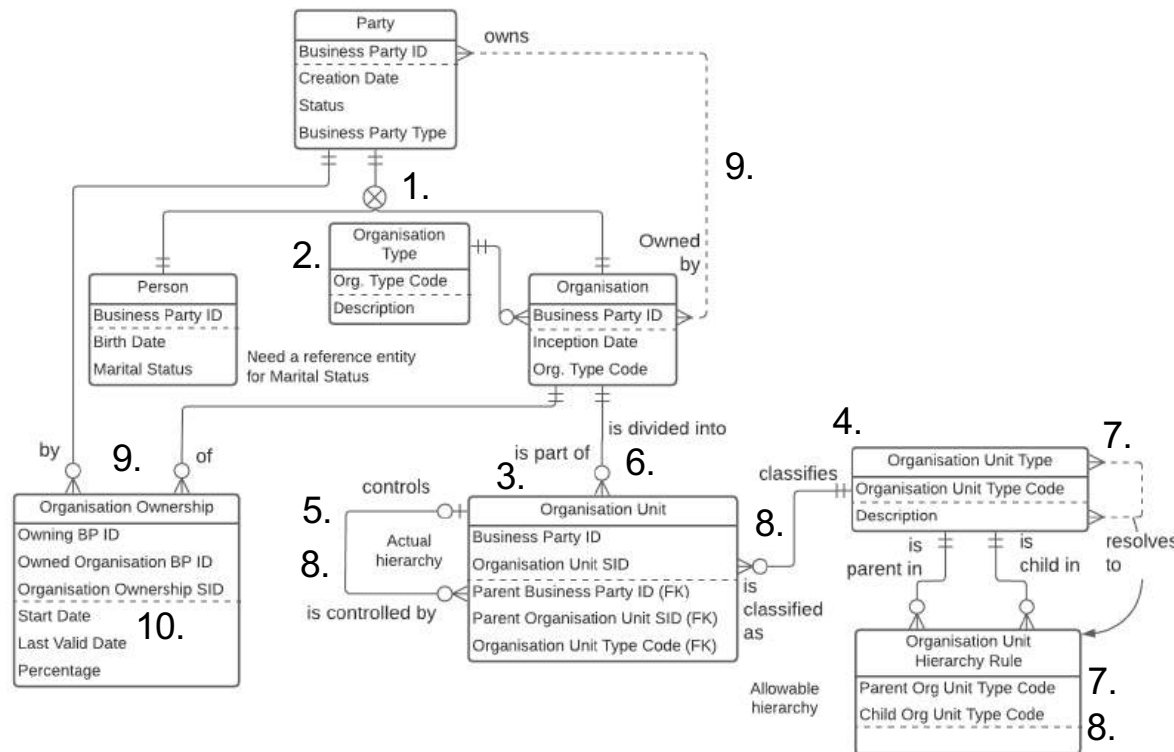 Party
owns
Business Party ID
Creation Date
Status
Business Party Type
1.
9.
2.
Organisation
Type
Org. Type Code
Description
Owned
by
Person
Business Party ID
Birth Date
Marital Status
Need a reference entity
for Marital Status
Organisation
Business Party ID
Inception Date
Org. Type Code
by
9.
of
is divided into
is part of
6.
4.
7.
Organisation Ownership
Owning BP ID
Owned Organisation BP ID
Organisation Ownership SID
Start Date
10.
Last Valid Date
Percentage
controls
3.
5.
Actual
hierarchy
8.
is controlled by
Organisation Unit
Business Party ID
Organisation Unit SID
Parent Business Party ID (FK)
Parent Organisation Unit SID (FK)
Organisation Unit Type Code (FK)
classifies
8.
is
classified
as
Organisation Unit Type
Organisation Unit Type Code
Description
is
parent in
is
child in
resolves
to
Allowable
hierarchy
Organisation Unit
Hierarchy Rule
Parent Org Unit Type Code
Child Org Unit Type Code
7.
8.